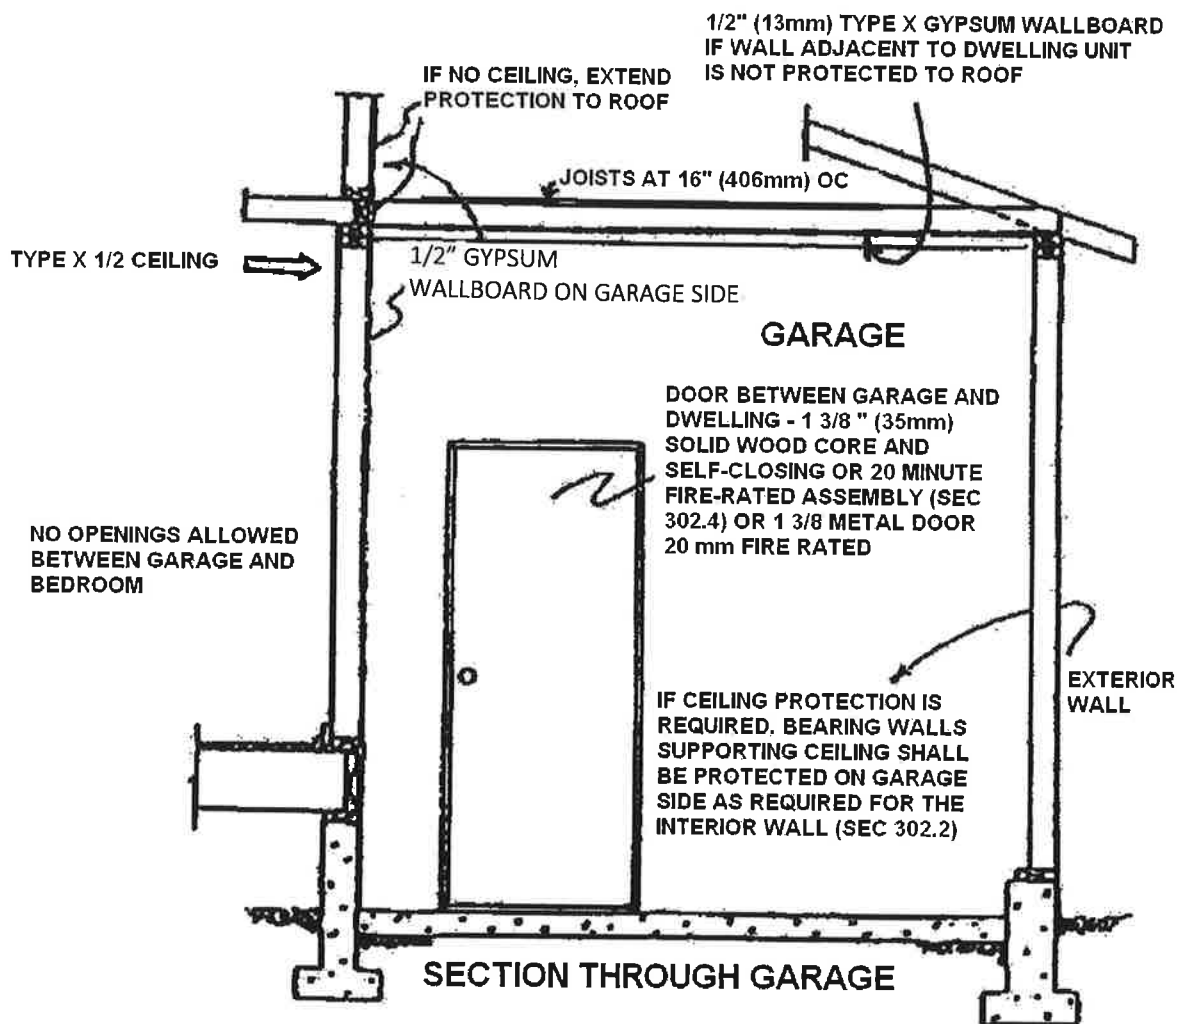 1/2" (13mm) TYPE X GYPSUM WALLBOARD
IF WALL ADJACENT TO DWELLING UNIT
IS NOT PROTECTED TO ROOF
IF NO CEILING, EXTEND
PROTECTION TO ROOF
JOISTS AT 16" (406mm) OC
TYPE X 1/2 CEILING
1/2" GYPSUM
WALLBOARD ON GARAGE SIDE
GARAGE
DOOR BETWEEN GARAGE AND
DWELLING - 1 3/8 " (35mm)
SOLID WOOD CORE AND
SELF-CLOSING OR 20 MINUTE
FIRE-RATED ASSEMBLY (SEC
302.4) OR 1 3/8 METAL DOOR
20 mm FIRE RATED
NO OPENINGS ALLOWED
BETWEEN GARAGE AND
BEDROOM
IF CEILING PROTECTION IS
REQUIRED, BEARING WALLS
SUPPORTING CEILING SHALL
BE PROTECTED ON GARAGE
SIDE AS REQUIRED FOR THE
INTERIOR WALL (SEC 302.2)
EXTERIOR
WALL
SECTION THROUGH GARAGE